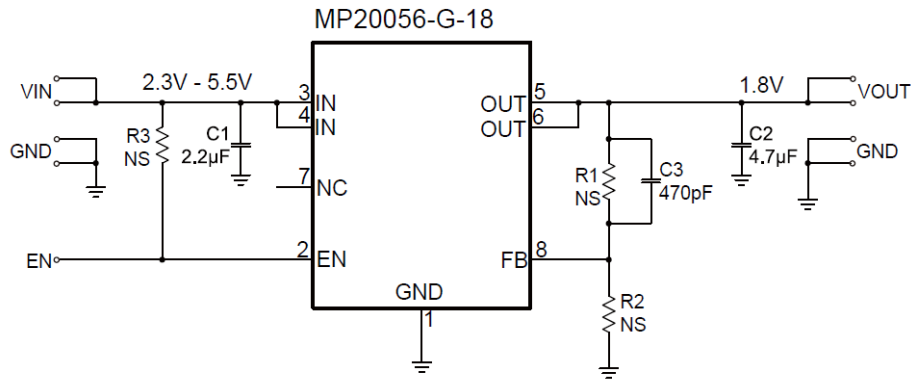 MP20056-G-18
VIN
2.3V - 5.5V
3
IN
4
IN
R3
NS
C1
2.2μF
GND
7
NC
EN
2
EN
GND
1
5
OUT
6
OUT
1.8V
VOUT
R1
NS
C3
470pF
C2
4.7μF
GND
8
FB
R2
NS